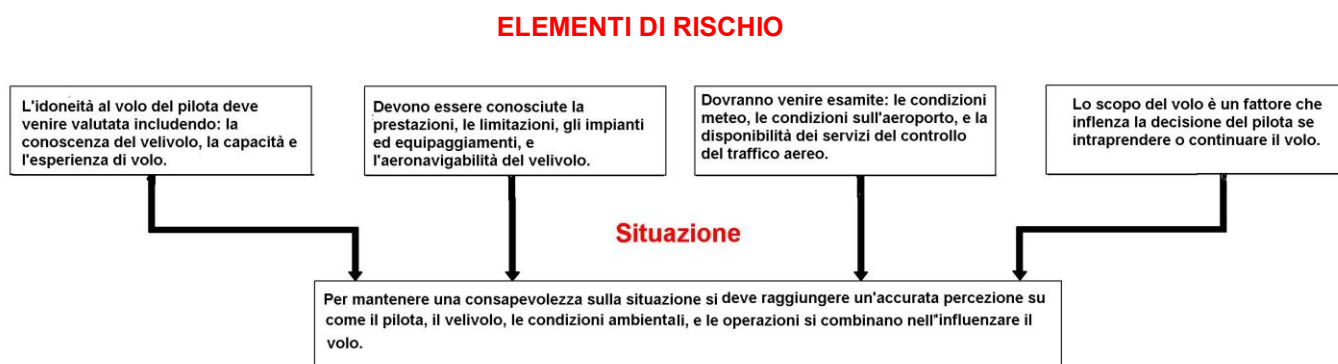 ELEMENTI DI RISCHIO
L'idoneità al volo del pilota deve
venire valutata includendo: la
conoscenza del velivolo, la capacità e
l'esperienza di volo.
Devono essere conosciute la
prestazioni, le limitazioni, gli impianti
ed equipaggiamenti, e
l'aeronavigabilità del velivolo.
Dovranno venire esamite: le condizioni
meteo, le condizioni sull'aeroporto, e la
disponibilità dei servizi del controllo
del traffico aereo.
Lo scopo del volo è un fattore che
inflenza la decisione del pilota se
intraprendere o continuare il volo.
Situazione
Per mantenere una consapevolezza sulla situazione si deve raggiungere un'accurata percezione su
come il pilota, il velivolo, le condizioni ambientali, e le operazioni si combinano nell"influenzare il
volo.